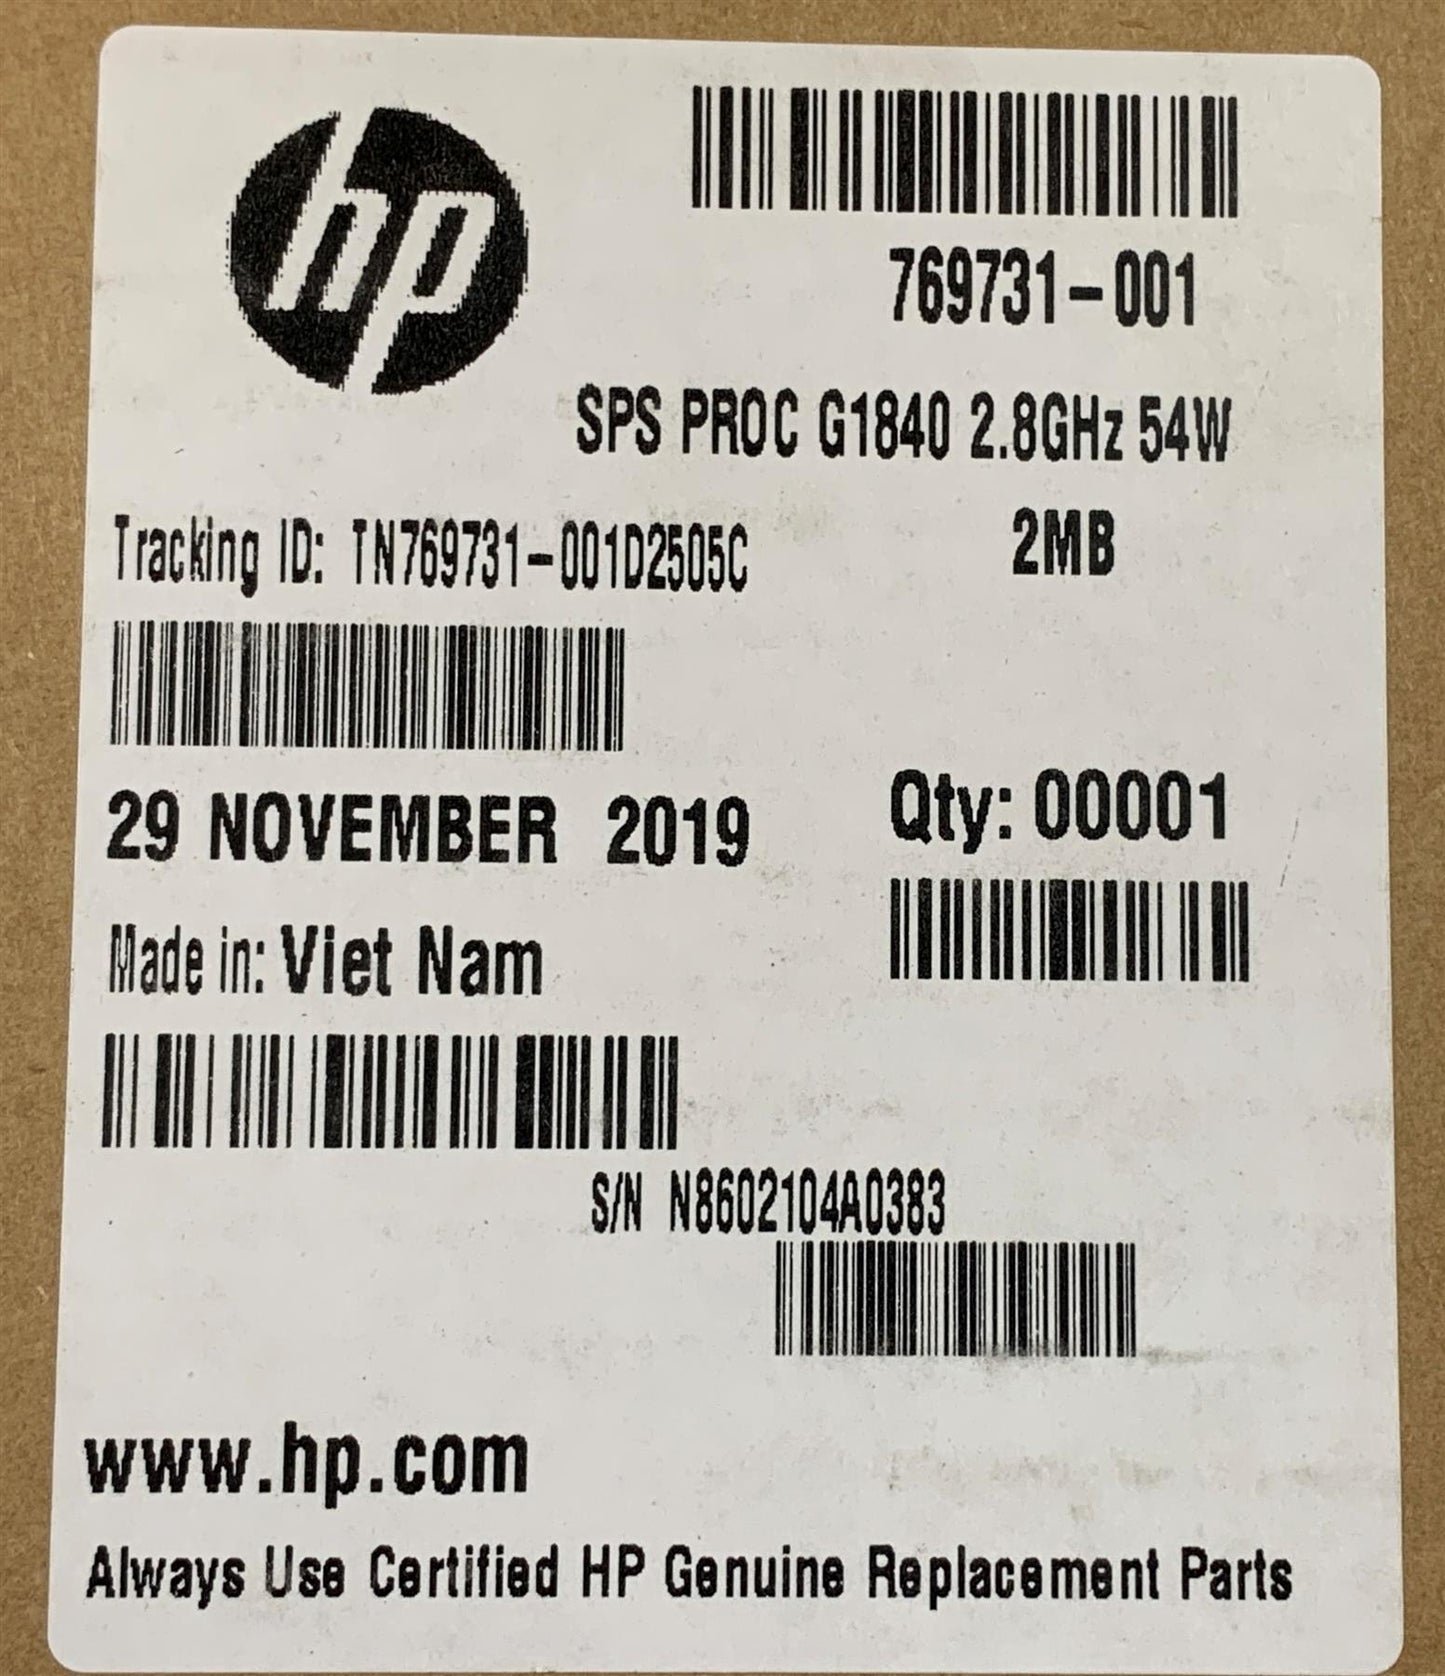 hp
769731-001
SPS PROC G1840 2.8GHz 54W
2MB
Tracking ID: TN769731-001D2505C
29 NOVEMBER 2019
Qty: 00001
Made in: Viet Nam
S/N N8602104A0383
www.hp.com
Always Use Certified HP Genuine Replacement Parts